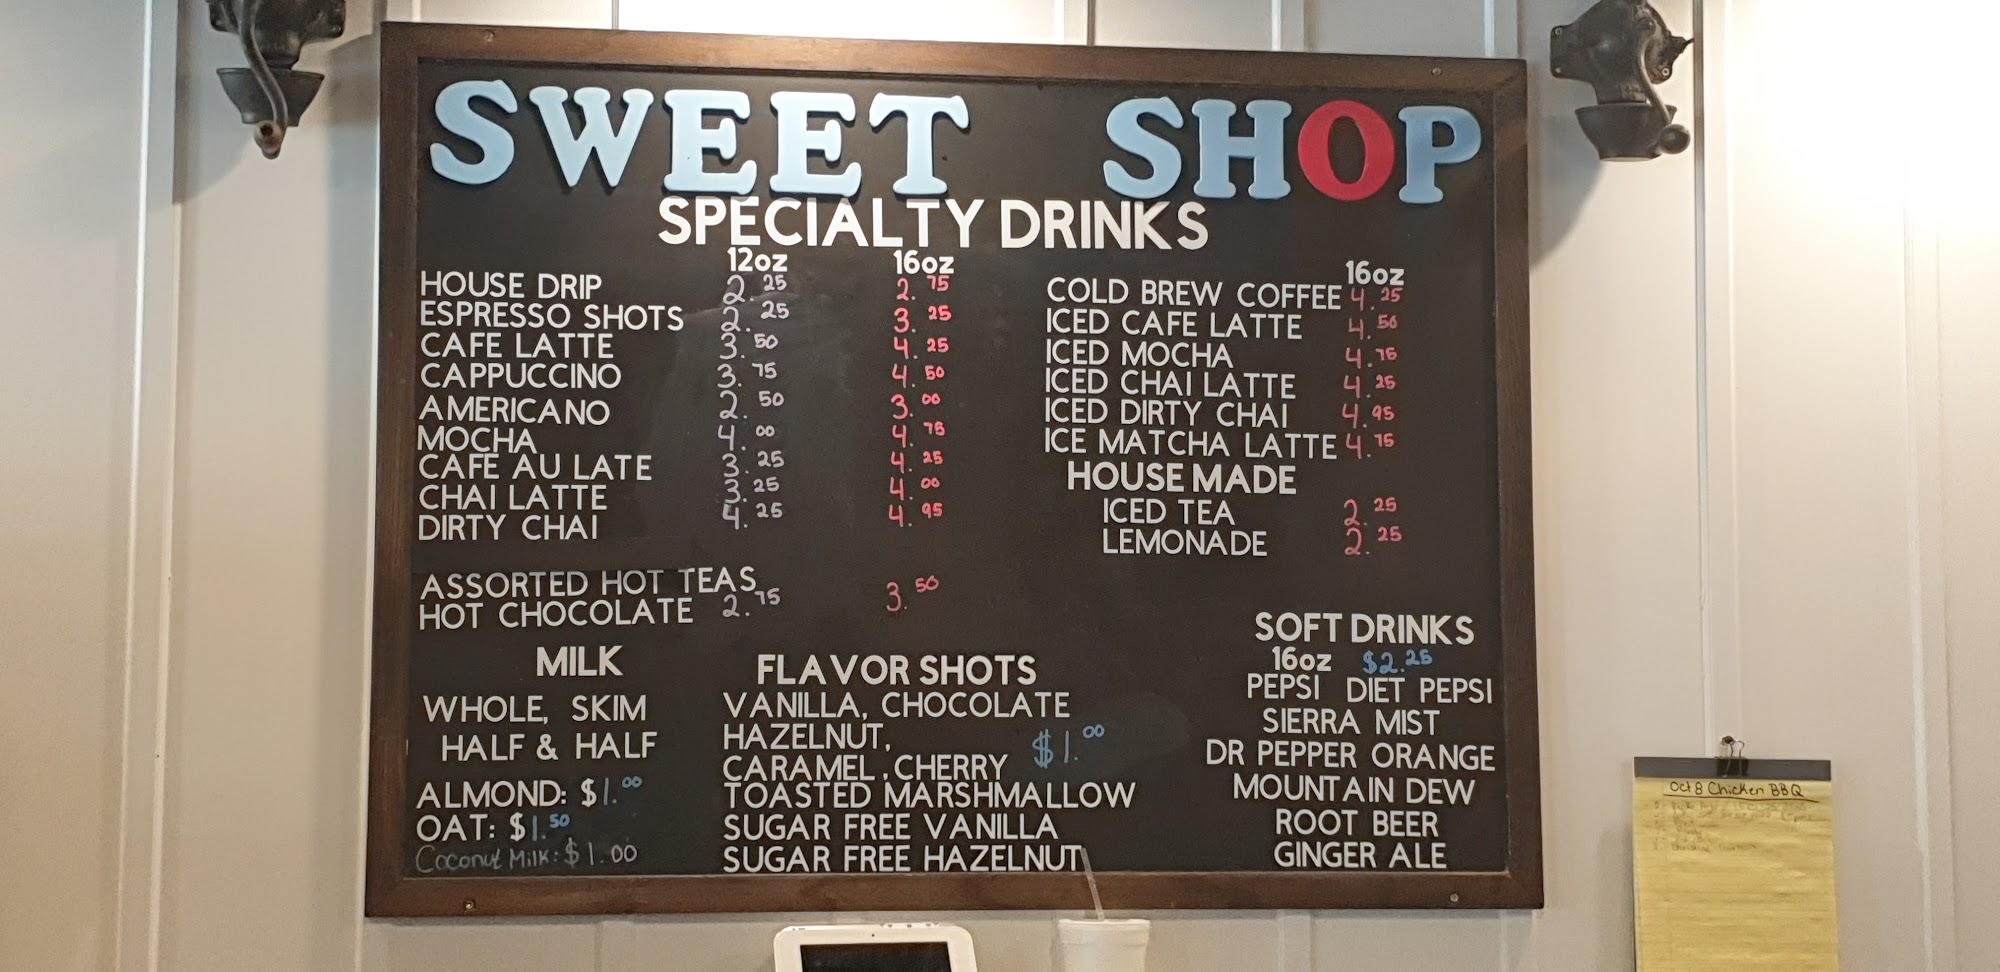 SWEET SHOP
SPECIALTY DRINKS
12oz 16oz
HOUSE DRIP 2.25 2.75
ESPRESSO SHOTS 2.25 3.25
CAFE LATTE 3.50 4.25
CAPPUCCINO 3.75 4.50
AMERICANO 2.50 3.00
MOCHA 4.00 4.75
CAFE AU LATE 3.25 4.25
CHAI LATTE 3.25 4.00
DIRTY CHAI 4.25 4.95
ASSORTED HOT TEAS
HOT CHOCOLATE 2.75 3.50
16oz
COLD BREW COFFEE 4.25
ICED CAFE LATTE 4.50
ICED MOCHA 4.75
ICED CHAI LATTE 4.25
ICED DIRTY CHAI 4.95
ICE MATCHA LATTE 4.75
HOUSE MADE
ICED TEA 2.25
LEMONADE 2.25
MILK
WHOLE, SKIM
HALF & HALF
ALMOND: $1.00
OAT: $1.50
Coconut Milk: $1.00
FLAVOR SHOTS
VANILLA, CHOCOLATE
HAZELNUT,
CARAMEL, CHERRY $1.00
TOASTED MARSHMALLOW
SUGAR FREE VANILLA
SUGAR FREE HAZELNUT
SOFT DRINKS
16oz $2.25
PEPSI DIET PEPSI
SIERRA MIST
DR PEPPER ORANGE
MOUNTAIN DEW
ROOT BEER
GINGER ALE
Oct 8 Chicken BBQ